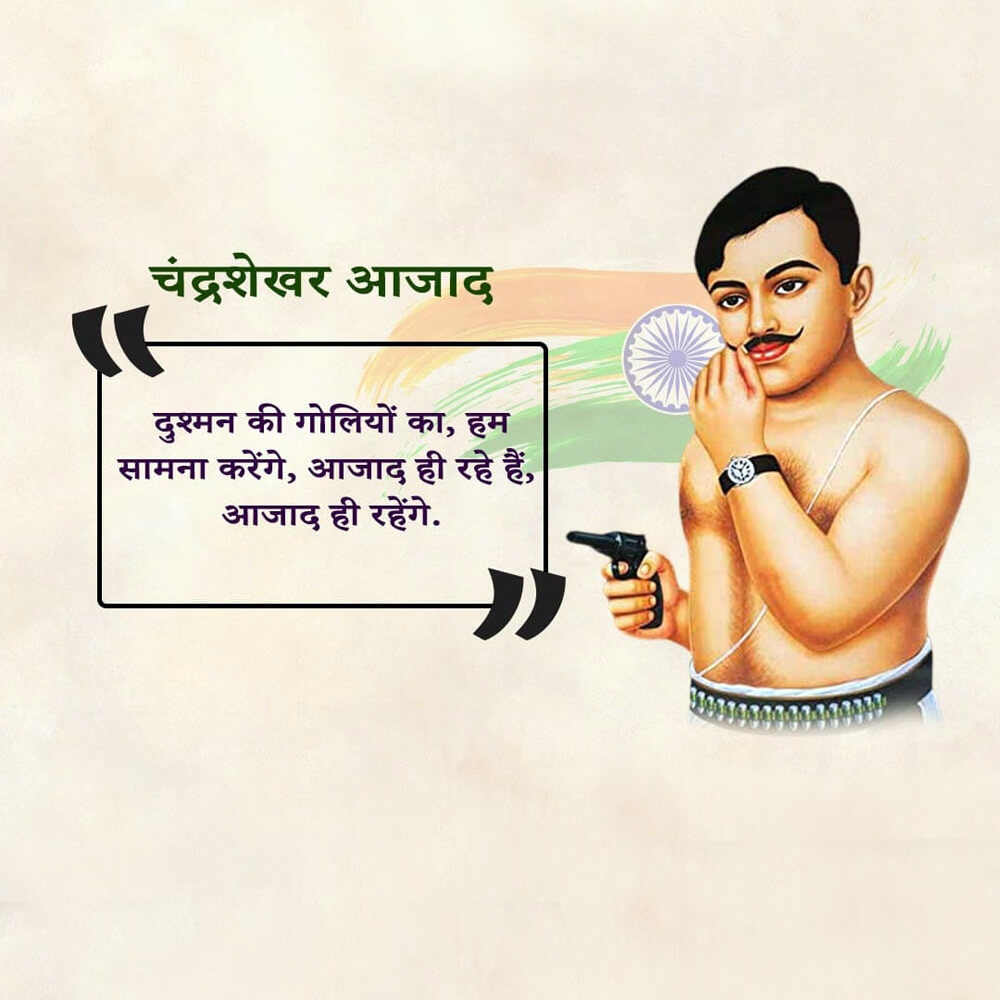 चंद्रशेखर आजाद
दुश्मन की गोलियों का, हम
सामना करेंगे, आजाद ही रहे हैं,
आजाद ही रहेंगे.